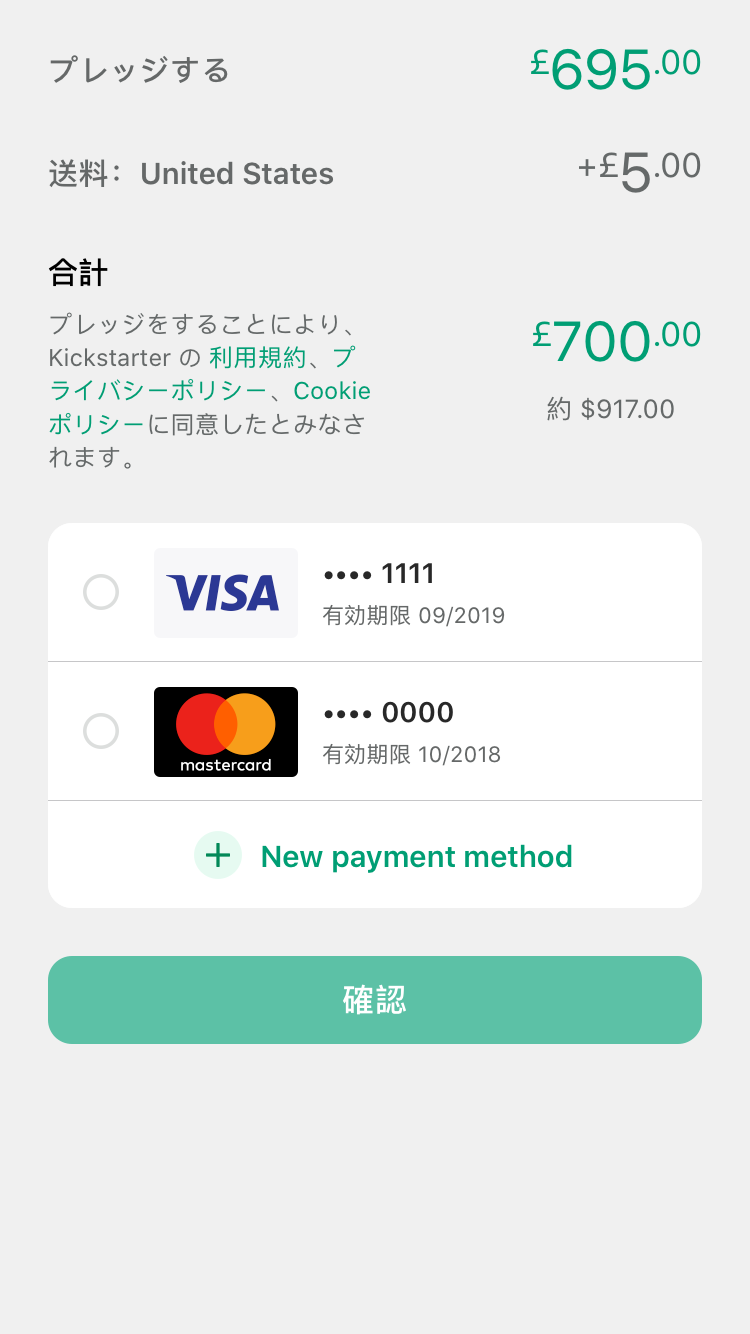 プレッジする £695.00
送料： United States +£5.00
合計
プレッジをすることにより、
Kickstarter の 利用規約、プ
ライバシーポリシー、Cookie
ポリシーに同意したとみなさ
れます。
£700.00
約 $917.00
VISA
•••• 1111
有効期限 09/2019
mastercard
•••• 0000
有効期限 10/2018
+ New payment method
確認